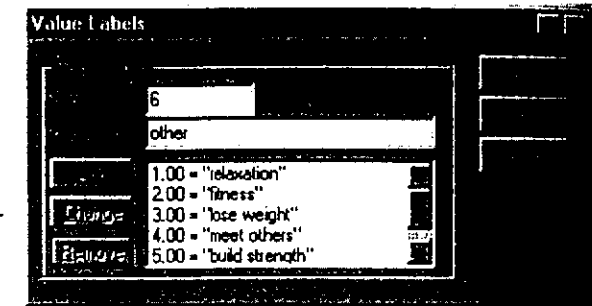 Value Labels
6
other
1.00 = "relaxation"
2.00 = "fitness"
3.00 = "lose weight"
Change
4.00 = "meet others"
Remove
5.00 = "build strength"